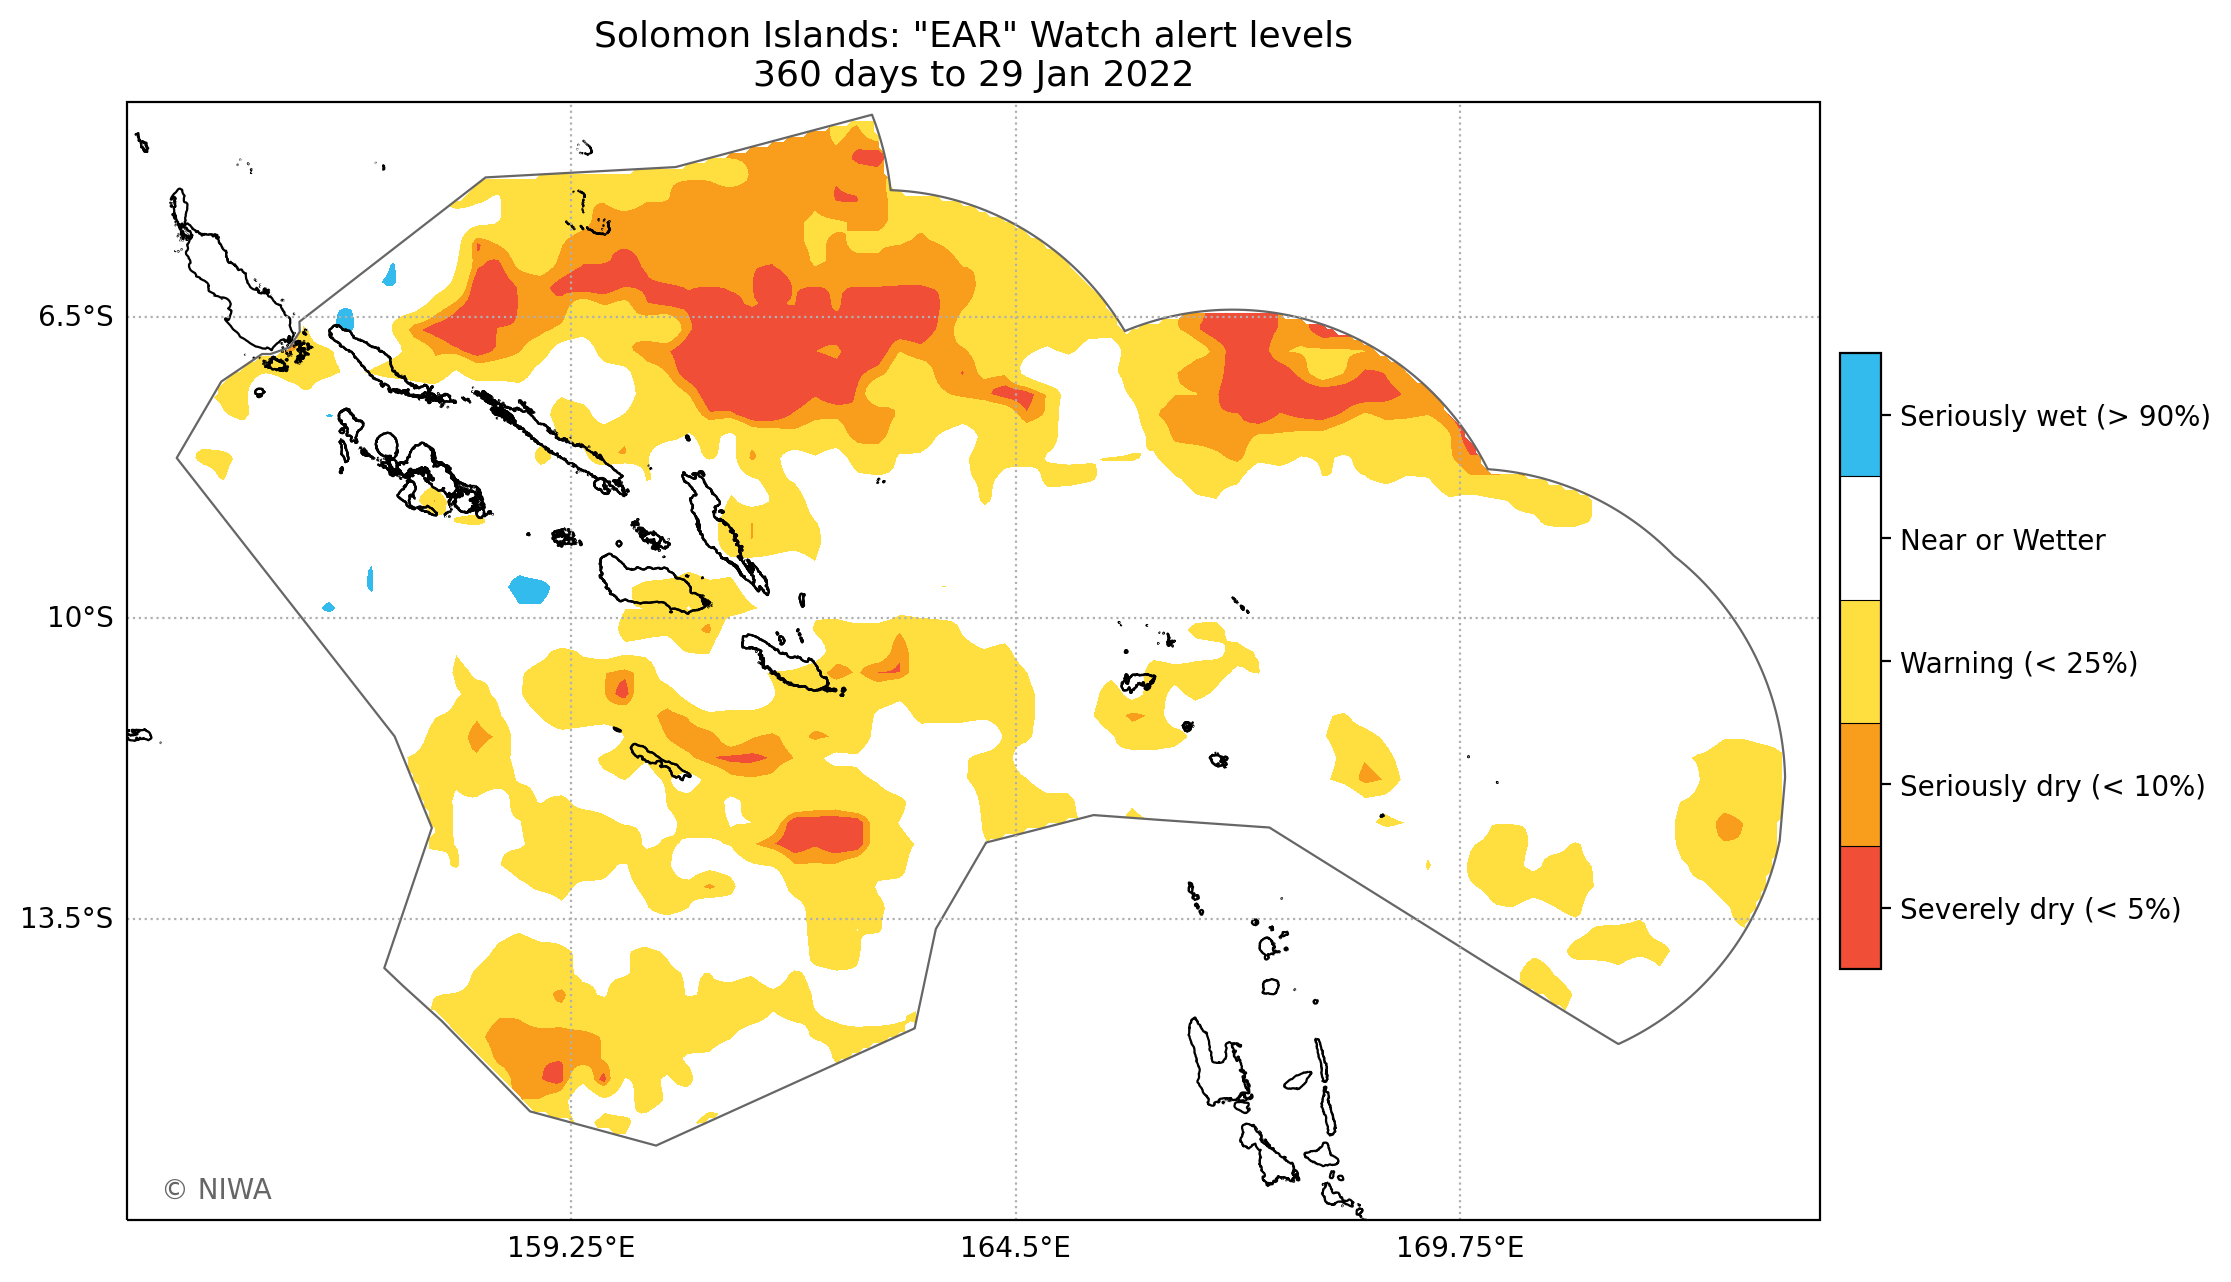 Solomon Islands: "EAR" Watch alert levels
360 days to 29 Jan 2022
6.5°S
10°S
13.5°S
159.25°E
164.5°E
169.75°E
Seriously wet (> 90%)
Near or Wetter
Warning (< 25%)
Seriously dry (< 10%)
Severely dry (< 5%)
© NIWA